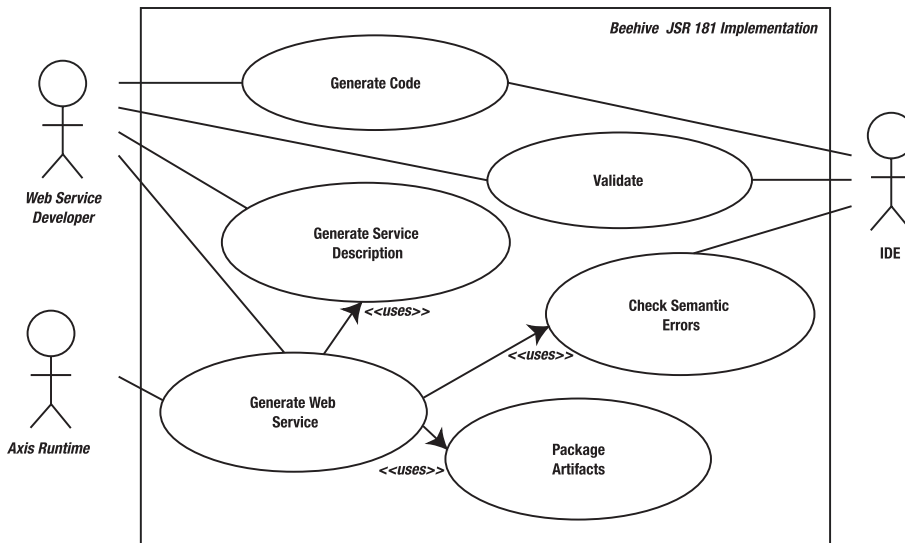 Beehive JSR 181 Implementation
Generate Code
Validate
Web Service
Developer
Generate Service
Description
IDE
<<uses>>
Check Semantic
Errors
<<uses>>
Generate Web
Service
Axis Runtime
Package
Artifacts
<<uses>>